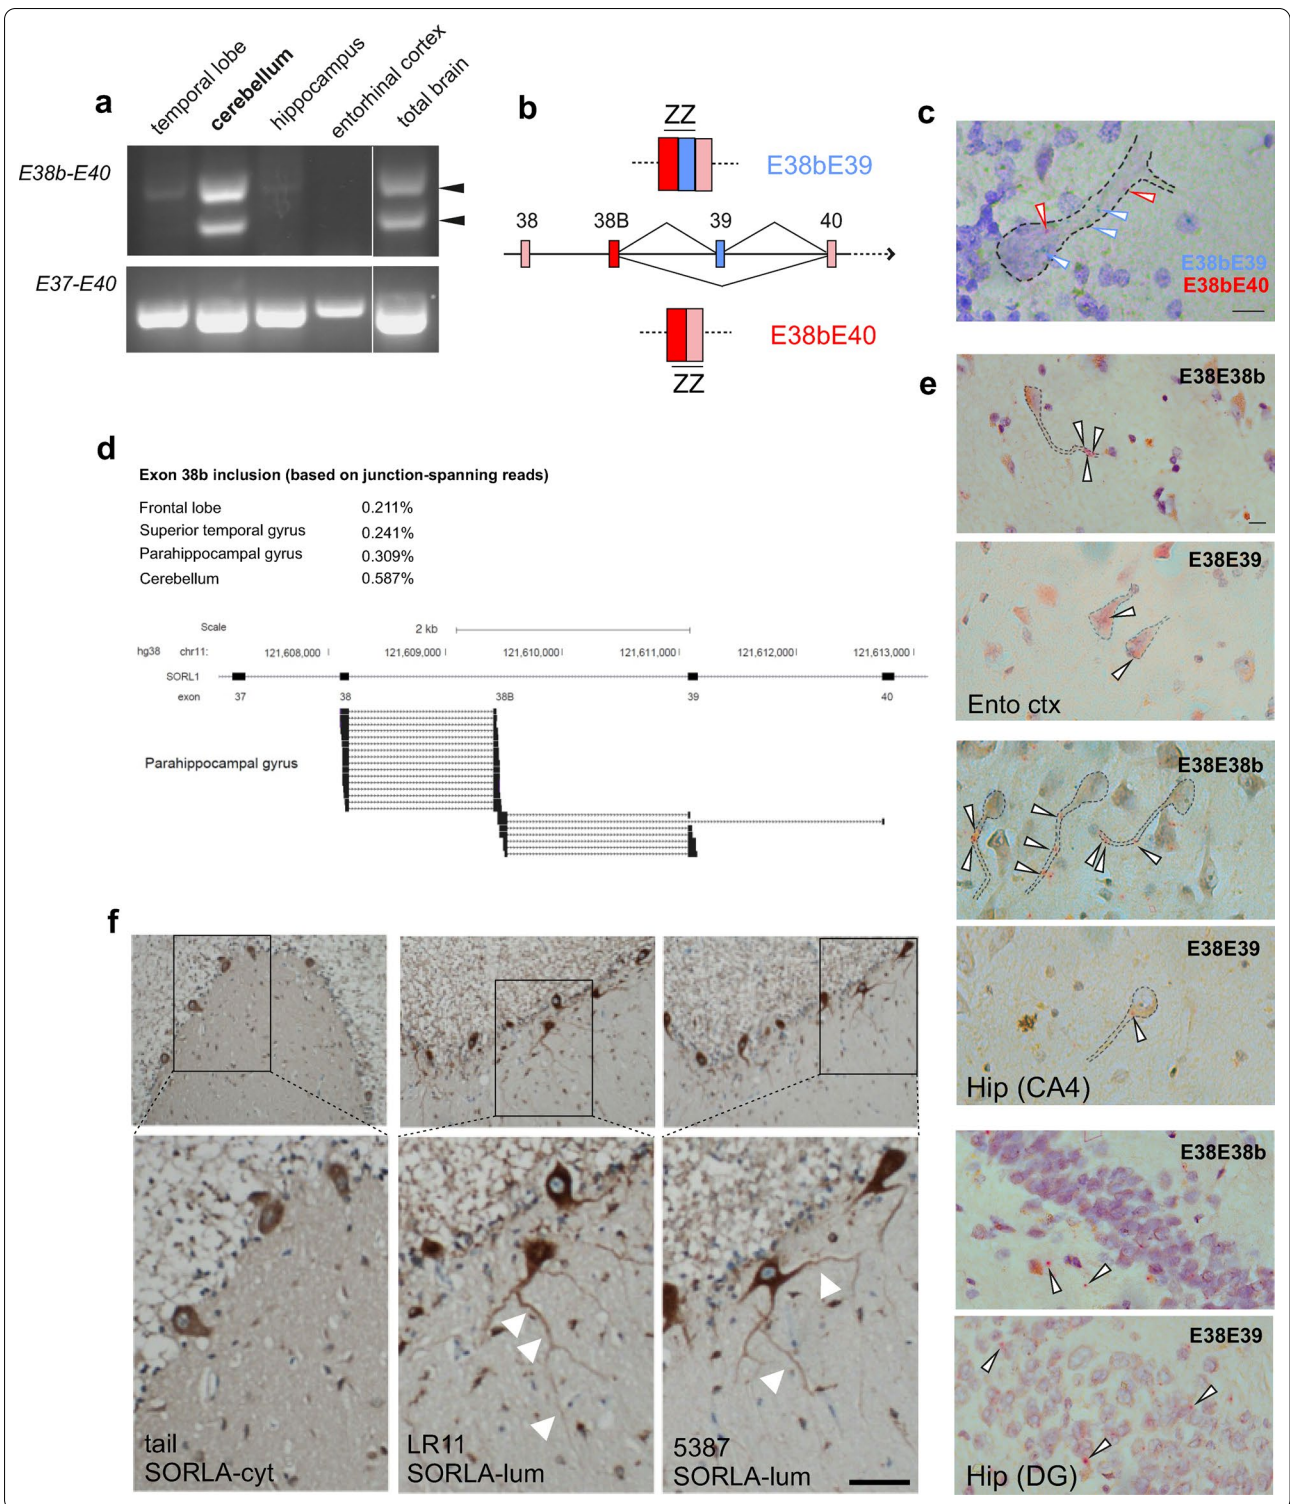 a
temporal lobe
cerebellum
hippocampus
entorhinal cortex
total brain
E38b-E40
E37-E40
b
ZZ
E38bE39
38
38B
39
40
E38bE40
ZZ
c
E38bE39
E38bE40
d
Exon 38b inclusion (based on junction-spanning reads)
Frontal lobe 0.211%
Superior temporal gyrus 0.241%
Parahippocampal gyrus 0.309%
Cerebellum 0.587%
Scale 2 kb
hg38 chr11: 121,608,000 121,609,000 121,610,000 121,611,000 121,612,000 121,613,000
SORL1
exon 37 38 38B 39 40
Parahippocampal gyrus
e
E38E38b
E38E39
Ento ctx
E38E38b
E38E39
Hip (CA4)
E38E38b
E38E39
Hip (DG)
f
tail
SORLA-cyt
LR11
SORLA-lum
5387
SORLA-lum